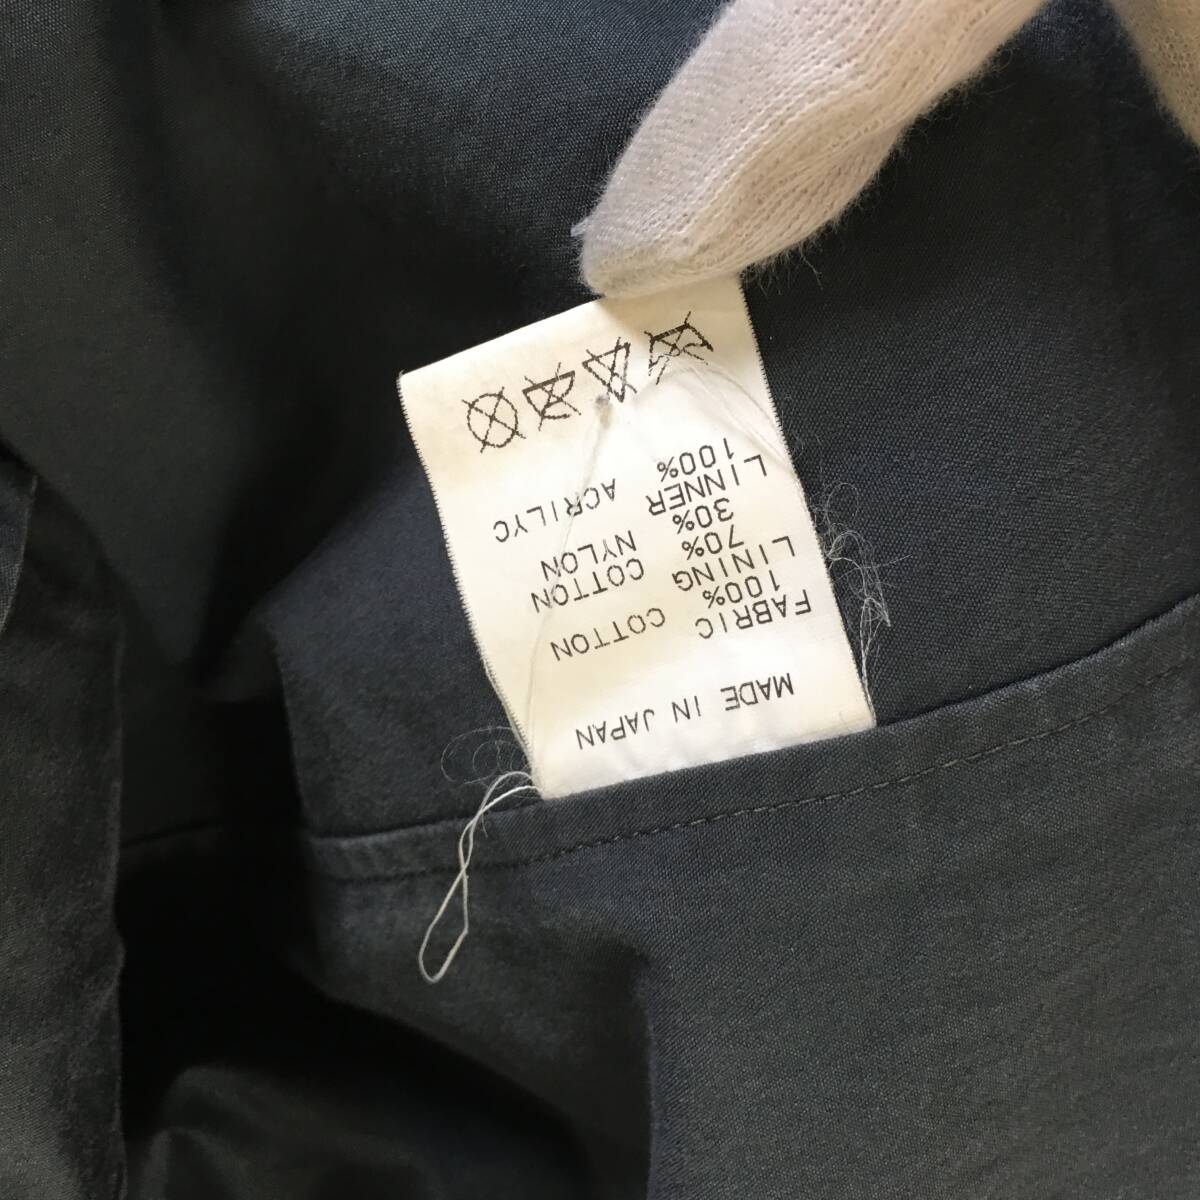 MADE IN JAPAN
FABRIC
100% COTTON
LINING
70% COTTON
30% NYLON
LINNER
100% ACRILYC